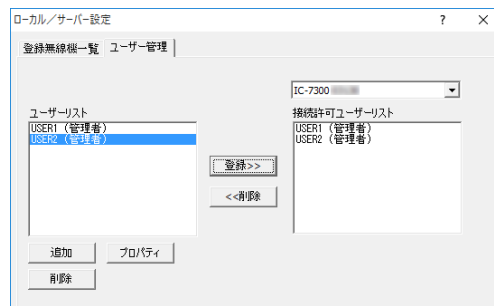 ローカル／サーバー設定
? ×
登録無線機一覧 ユーザー管理
IC-7300
ユーザーリスト
USER1 (管理者)
USER2 (管理者)
登録>>
<<削除
接続許可ユーザーリスト
USER1 (管理者)
USER2 (管理者)
追加 プロパティ
削除